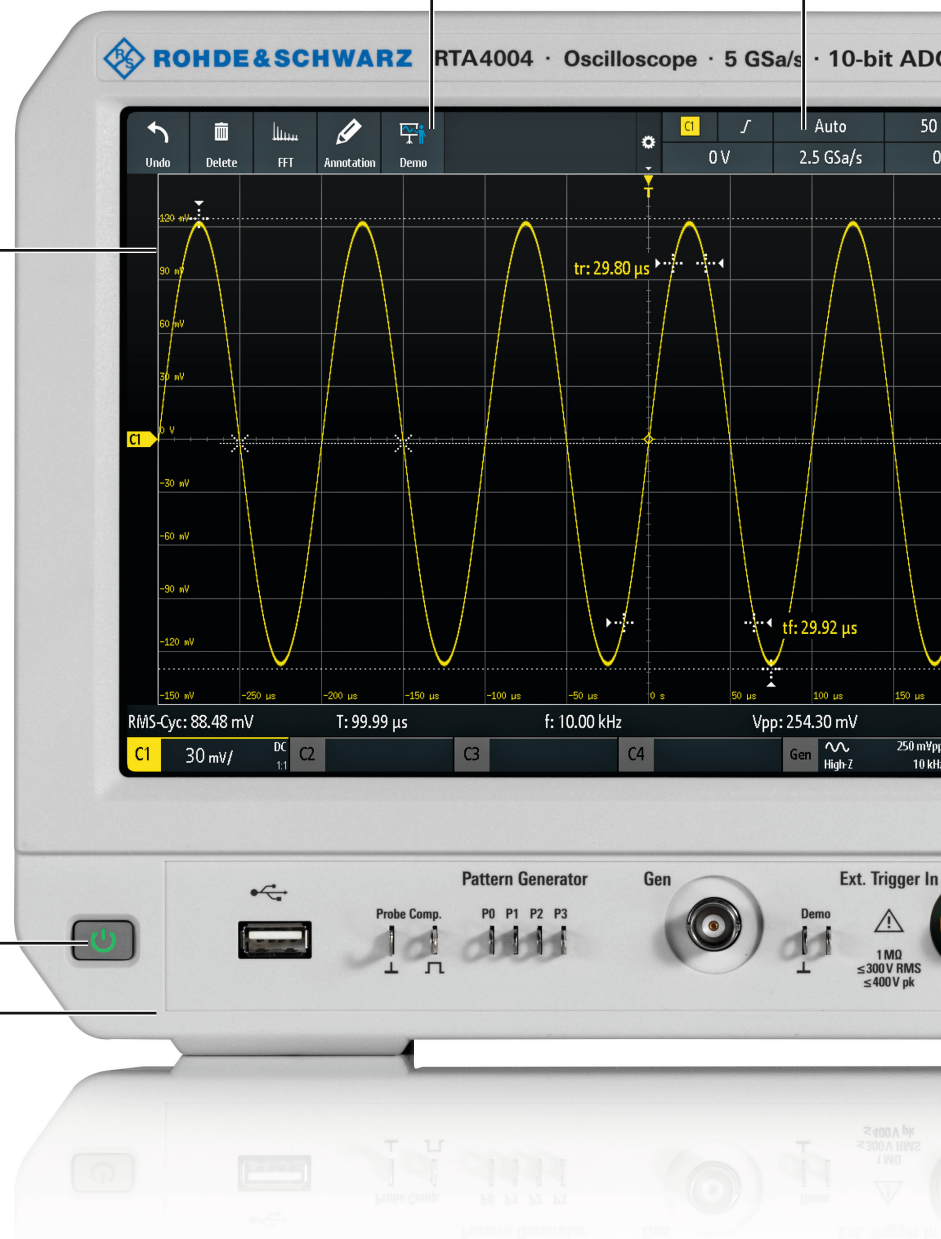 ROHDE&SCHWARZ RTA4004 · Oscilloscope · 5 GSa/s · 10-bit ADC
C1 Auto 50
Undo Delete FFT Annotation Demo
0 V 2.5 GSa/s 0
T
120 mV
90 mV
tr: 29.80 µs
60 mV
30 mV
C1 0 V
-30 mV
-60 mV
-90 mV
tf: 29.92 µs
-120 mV
-150 mV -250 µs -200 µs -150 µs -100 µs -50 µs 0 s 50 µs 100 µs 150 µs
RMS-Cyc: 88.48 mV T: 99.99 µs f: 10.00 kHz Vpp: 254.30 mV
C1 30 mV/ DC 1:1 C2 C3 C4 Gen High-Z 250 mVpp 10 kHz
Pattern Generator Gen Ext. Trigger In
Probe Comp. P0 P1 P2 P3 Demo
1 MΩ
≤300 V RMS
≤400 V pk